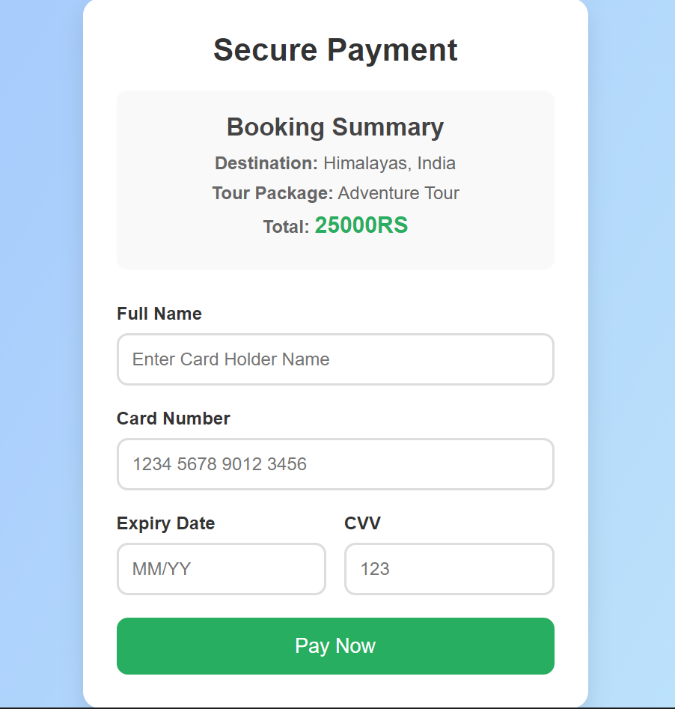 Secure Payment
Booking Summary
Destination: Himalayas, India
Tour Package: Adventure Tour
Total: 25000RS
Full Name
Enter Card Holder Name
Card Number
1234 5678 9012 3456
Expiry Date CVV
MM/YY 123
Pay Now